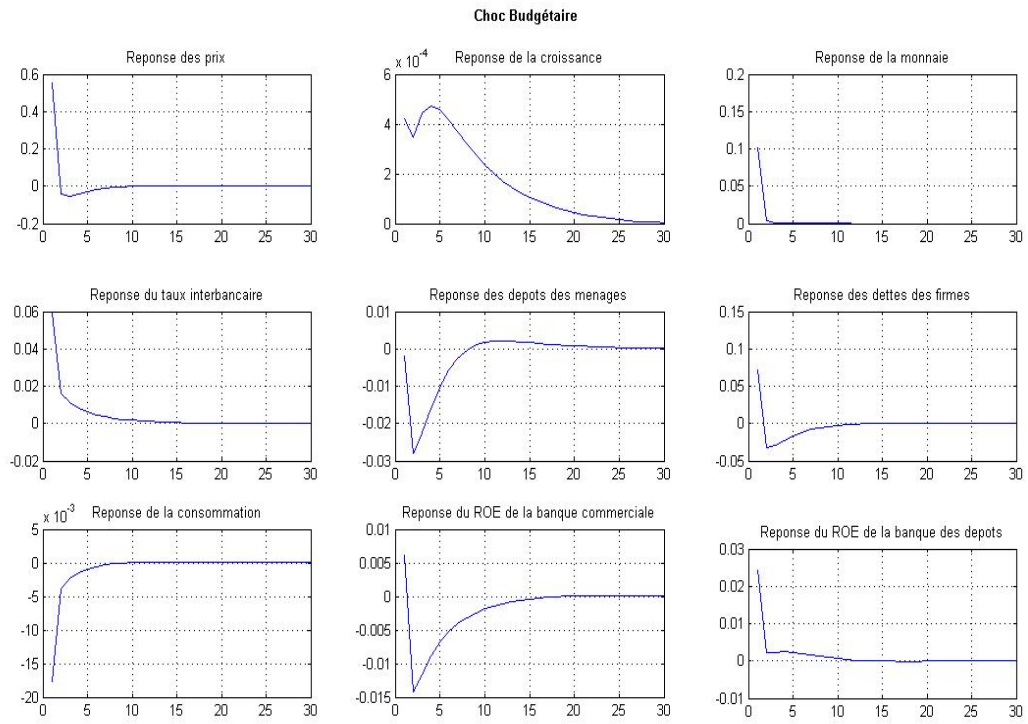 Choc Budgétaire
Reponse des prix
0.6
0.4
0.2
0
-0.2
0 5 10 15 20 25 30
Reponse de la croissance
x 10-4
6
4
2
0
0 5 10 15 20 25 30
Reponse de la monnaie
0.2
0.15
0.1
0.05
0
0 5 10 15 20 25 30
Reponse du taux interbancaire
0.06
0.04
0.02
0
-0.02
0 5 10 15 20 25 30
Reponse des depots des menages
0.01
0
-0.01
-0.02
-0.03
0 5 10 15 20 25 30
Reponse des dettes des firmes
0.15
0.1
0.05
0
-0.05
0 5 10 15 20 25 30
Reponse de la consommation
x 10-3
5
0
-5
-10
-15
-20
0 5 10 15 20 25 30
Reponse du ROE de la banque commerciale
0.01
0.005
0
-0.005
-0.01
-0.015
0 5 10 15 20 25 30
Reponse du ROE de la banque des depots
0.03
0.02
0.01
0
-0.01
0 5 10 15 20 25 30